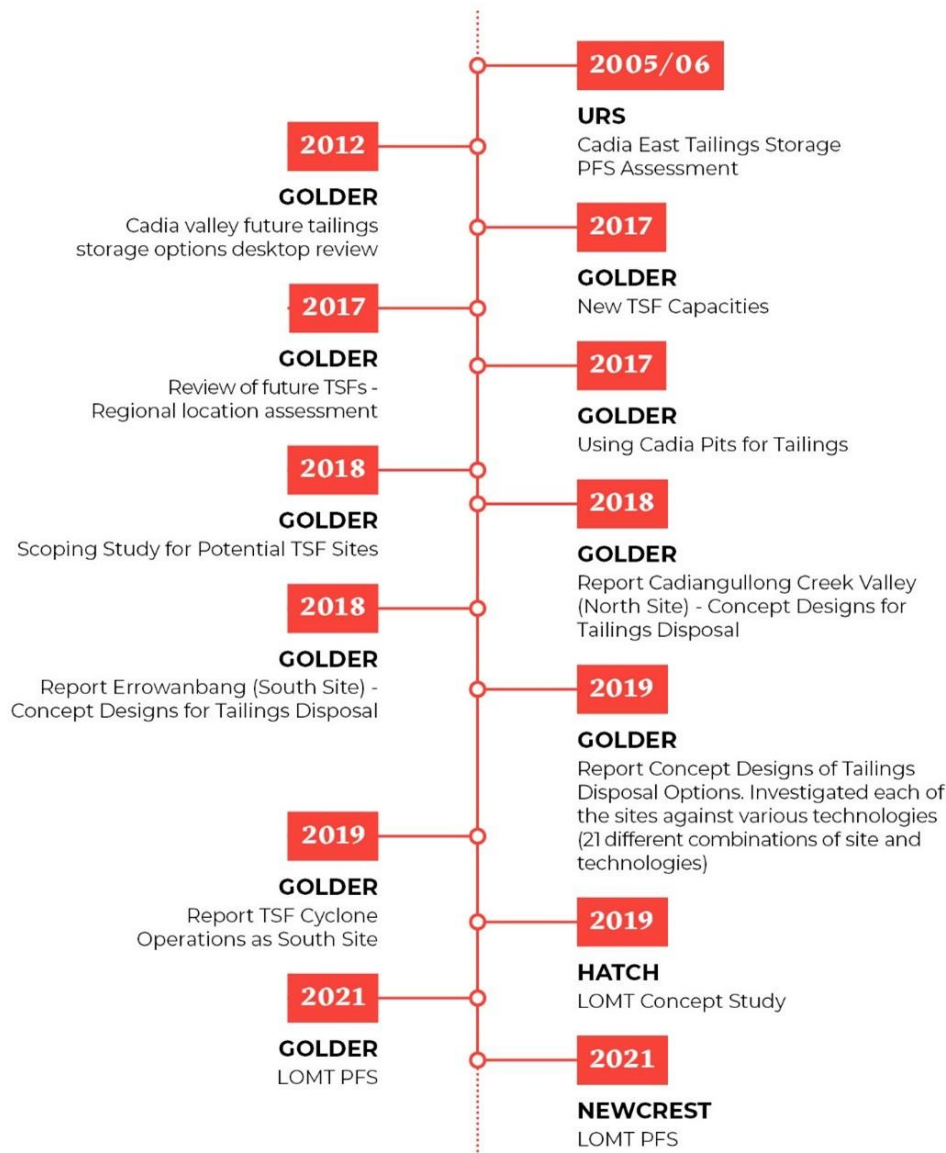 2005/06
URS
Cadia East Tailings Storage
PFS Assessment
2012
GOLDER
Cadia valley future tailings
storage options desktop review
2017
GOLDER
New TSF Capacities
2017
GOLDER
Review of future TSFs -
Regional location assessment
2017
GOLDER
Using Cadia Pits for Tailings
2018
GOLDER
Scoping Study for Potential TSF Sites
2018
GOLDER
Report Cadiangullong Creek Valley
(North Site) - Concept Designs for
Tailings Disposal
2018
GOLDER
Report Errowanbang (South Site) -
Concept Designs for Tailings Disposal
2019
GOLDER
Report Concept Designs of Tailings
Disposal Options. Investigated each of
the sites against various technologies
(21 different combinations of site and
technologies)
2019
GOLDER
Report TSF Cyclone
Operations as South Site
2019
HATCH
LOMT Concept Study
2021
GOLDER
LOMT PFS
2021
NEWCREST
LOMT PFS